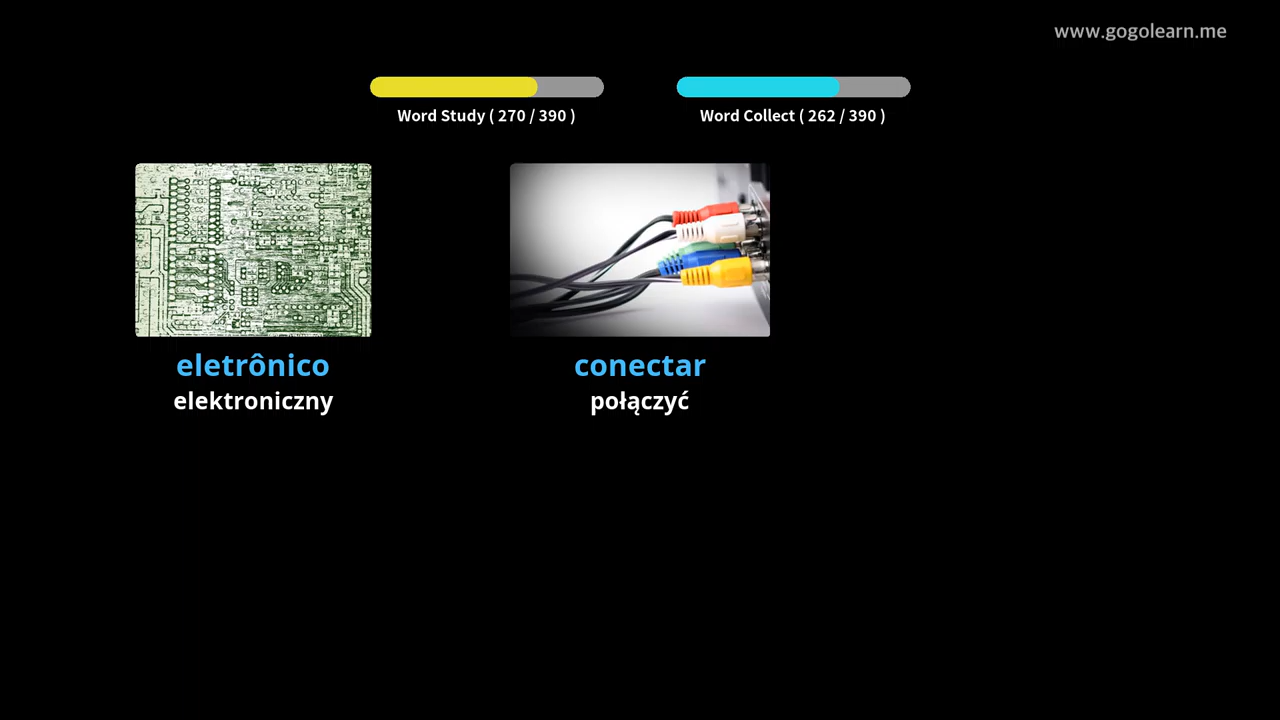 www.gogolearn.me
Word Study ( 270 / 390 )
Word Collect ( 262 / 390 )
eletrônico
elektroniczny
conectar
połączyć